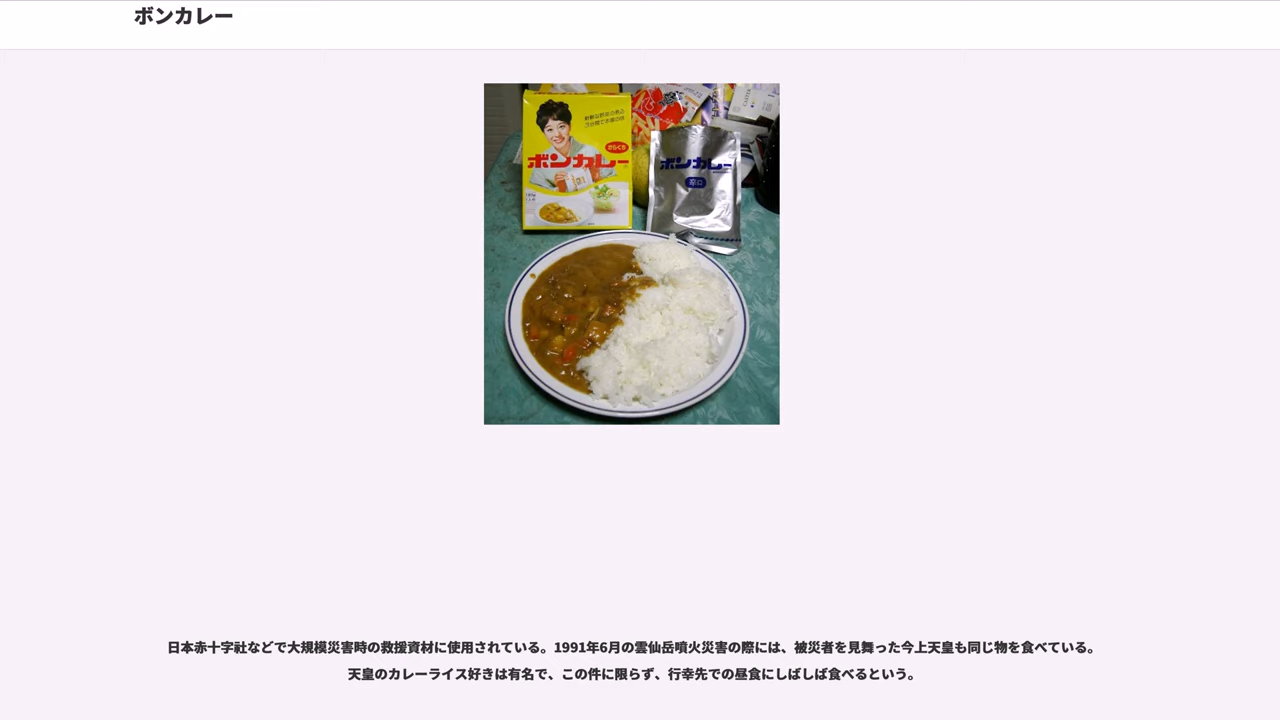 ボンカレー
ボンカレー
ボンカレー
日本赤十字社などで大規模災害時の救援資材に使用されている。1991年6月の雲仙岳噴火災害の際には、被災者を見舞った今上天皇も同じ物を食べている。
天皇のカレーライス好きは有名で、この件に限らず、行幸先での昼食にしばしば食べるという。